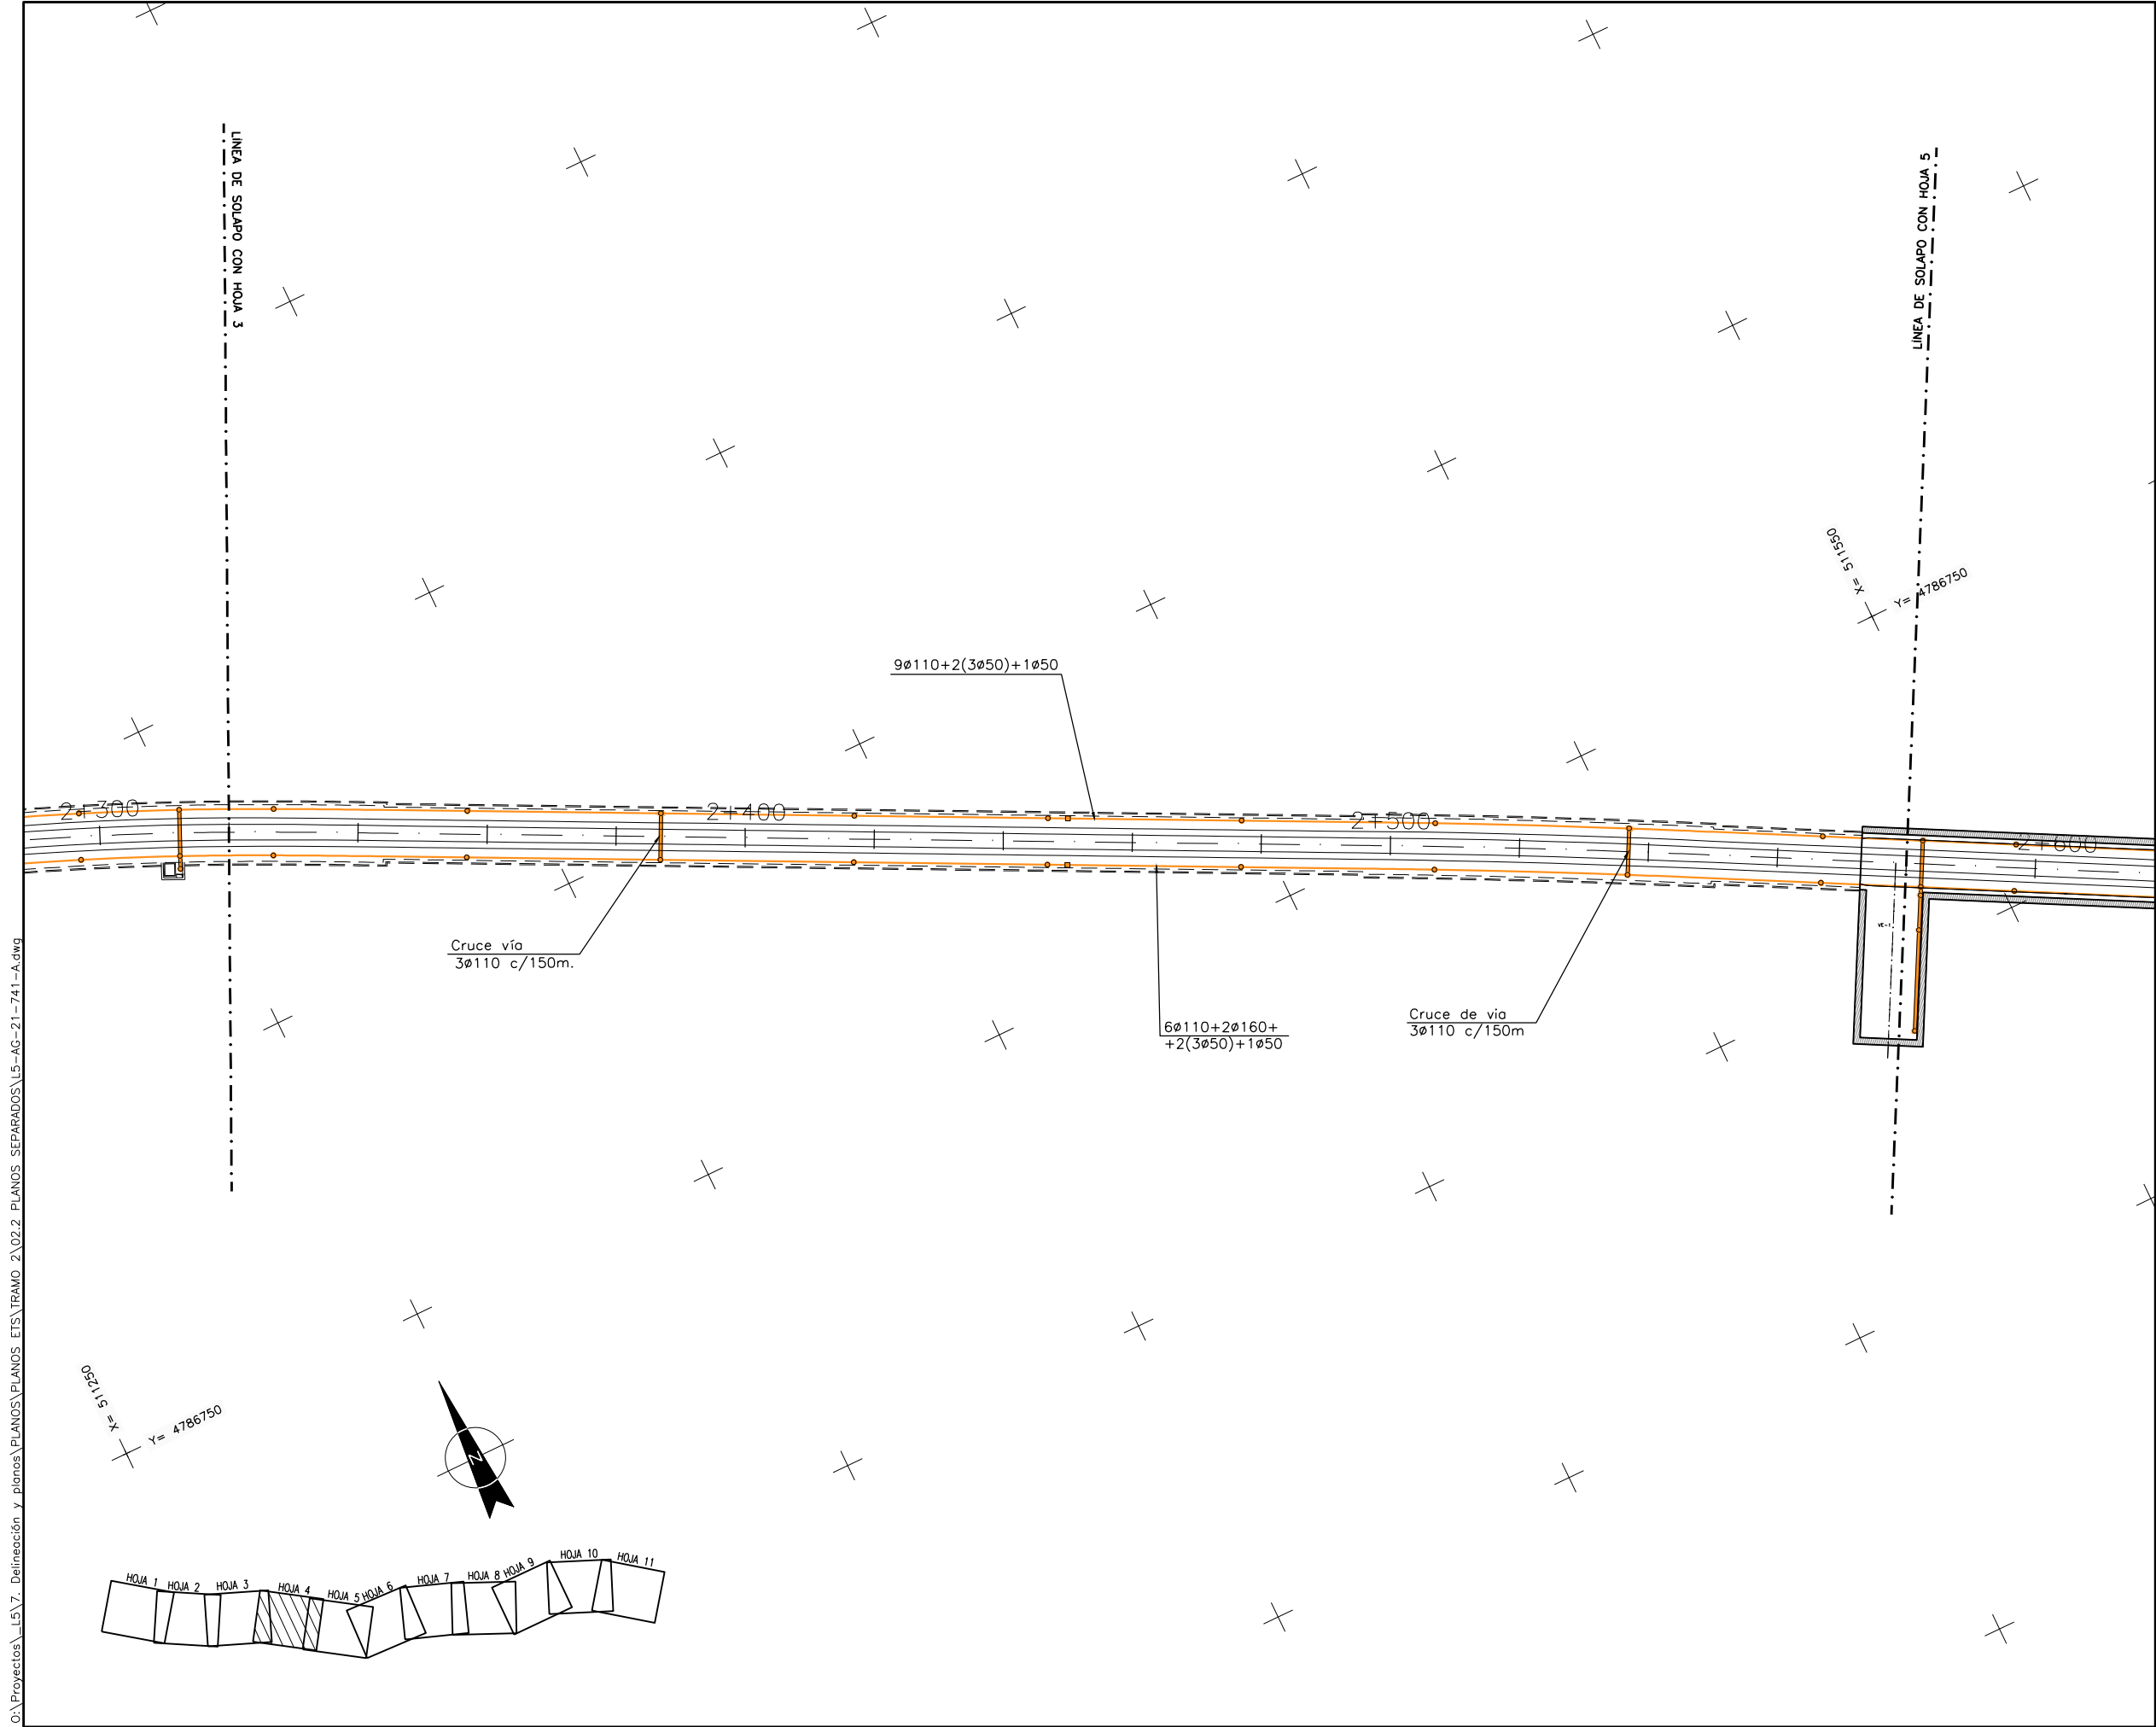 LÍNEA DE SOLAPO CON HOJA 3
LÍNEA DE SOLAPO CON HOJA 5
X= 511550
Y= 4786750
9ø110+2(3ø50)+1ø50
2+300
2+400
2+500
2+600
VE-1
Cruce vía
3ø110 c/150m.
6ø110+2ø160+
+2(3ø50)+1ø50
Cruce de via
3ø110 c/150m
X= 511250
Y= 4786750
N
HOJA 1
HOJA 2
HOJA 3
HOJA 4
HOJA 5
HOJA 6
HOJA 7
HOJA 8
HOJA 9
HOJA 10
HOJA 11
O:\Proyectos\_L5\7. Delineación y planos\PLANOS\PLANOS ETS\TRAMO 2\02.2 PLANOS SEPARADOS\L5-AG-21-741-A.dwg